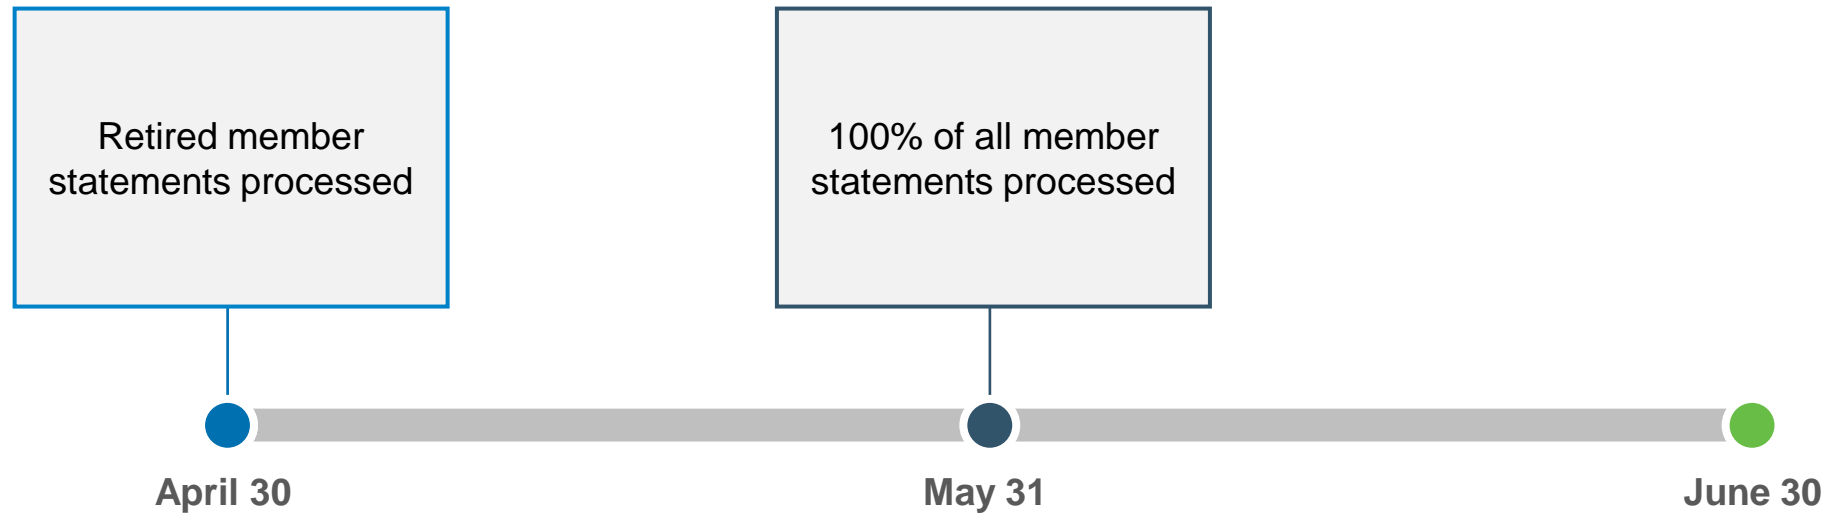 Retired member
statements processed
100% of all member
statements processed
April 30
May 31
June 30